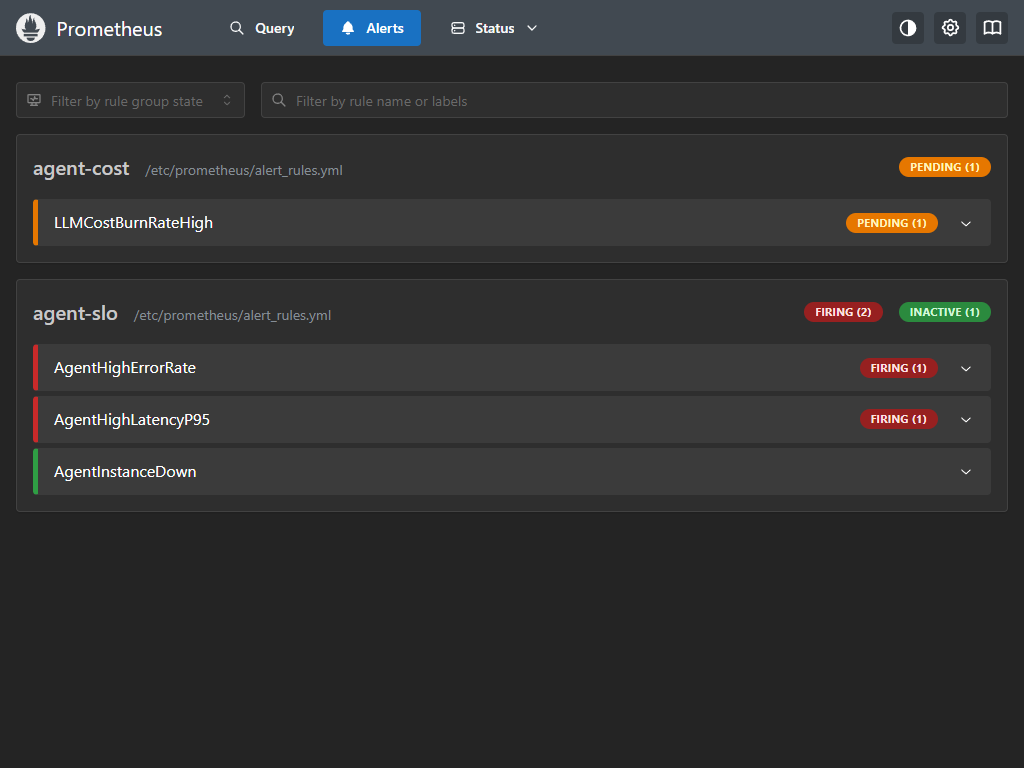 Prometheus Query Alerts Status
Filter by rule group state Filter by rule name or labels
agent-cost /etc/prometheus/alert_rules.yml PENDING (1)
LLMCostBurnRateHigh PENDING (1)
agent-slo /etc/prometheus/alert_rules.yml FIRING (2) INACTIVE (1)
AgentHighErrorRate FIRING (1)
AgentHighLatencyP95 FIRING (1)
AgentInstanceDown